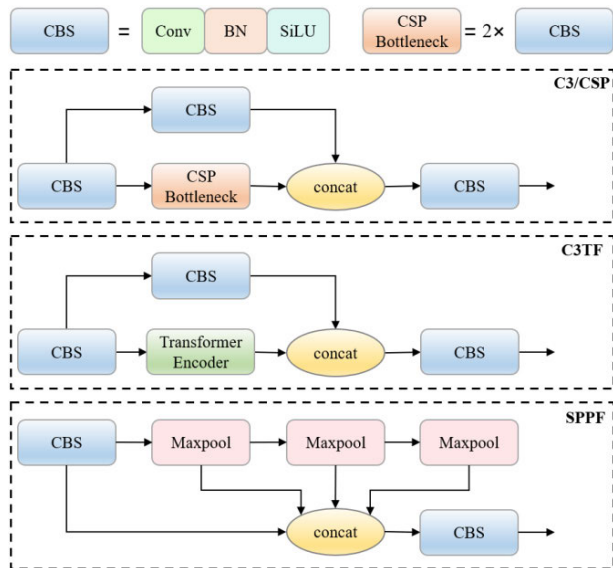 CBS = Conv BN SiLU CSP Bottleneck = 2× CBS
C3/CSP
CBS
CBS CSP Bottleneck concat CBS
C3TF
CBS
CBS Transformer Encoder concat CBS
SPPF
CBS Maxpool Maxpool Maxpool
concat CBS